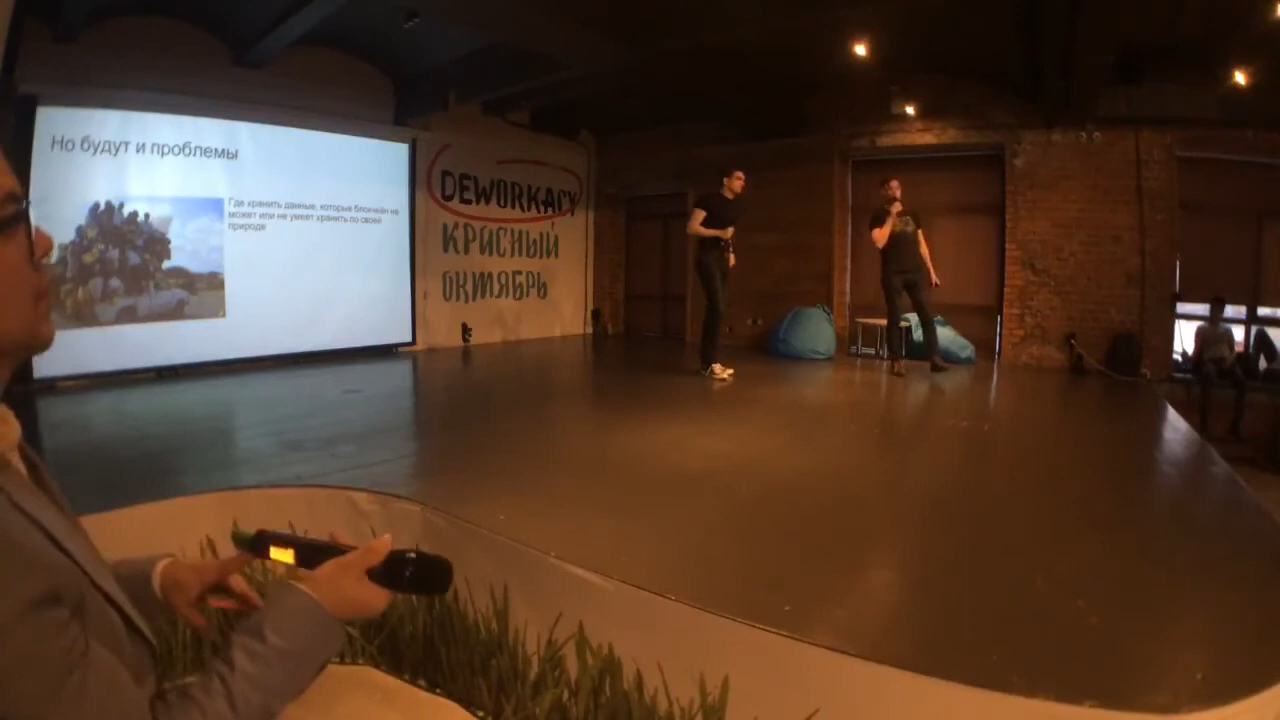 Но будут и проблемы
Где хранить данные, которые блокчейн не
может или не умеет хранить по своей
природе
DEWORKACY
КРАСНЫЙ
ОКТЯБРЬ